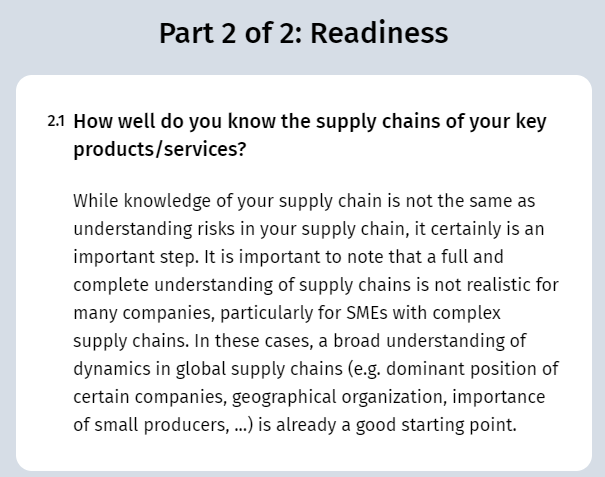 Part 2 of 2: Readiness
2.1 How well do you know the supply chains of your key
products/services?
While knowledge of your supply chain is not the same as
understanding risks in your supply chain, it certainly is an
important step. It is important to note that a full and
complete understanding of supply chains is not realistic for
many companies, particularly for SMEs with complex
supply chains. In these cases, a broad understanding of
dynamics in global supply chains (e.g. dominant position of
certain companies, geographical organization, importance
of small producers, ...) is already a good starting point.